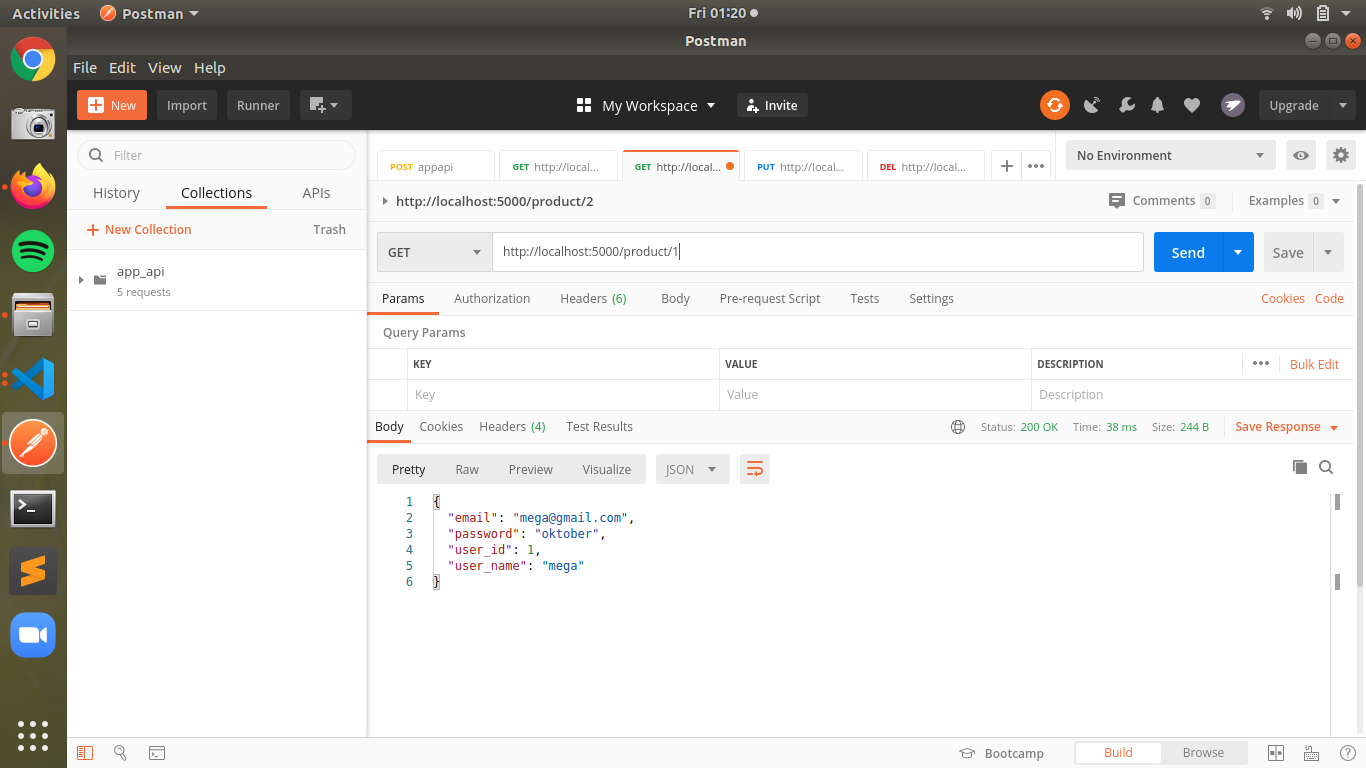 Activities Postman Fri 01:20
Postman
File Edit View Help
New Import Runner My Workspace Invite Upgrade
Filter
History Collections APIs
New Collection Trash
app_api
5 requests
POST appapi GET http://local... GET http://local... PUT http://local... DEL http://local... No Environment
http://localhost:5000/product/2 Comments 0 Examples 0
GET http://localhost:5000/product/1 Send Save
Params Authorization Headers (6) Body Pre-request Script Tests Settings Cookies Code
Query Params
KEY VALUE DESCRIPTION Bulk Edit
Key Value Description
Body Cookies Headers (4) Test Results Status: 200 OK Time: 38 ms Size: 244 B Save Response
Pretty Raw Preview Visualize JSON
1 {
2 "email": "mega@gmail.com",
3 "password": "oktober",
4 "user_id": 1,
5 "user_name": "mega"
6 }
Bootcamp Build Browse